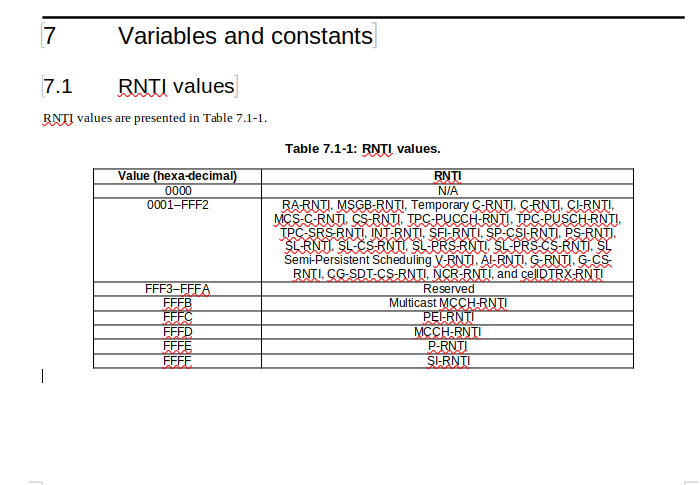 7 Variables and constants
7.1 RNTI values
RNTI values are presented in Table 7.1-1.
Table 7.1-1: RNTI values.
Value (hexa-decimal) RNTI
0000 N/A
0001–FFF2 RA-RNTI, MSGB-RNTI, Temporary C-RNTI, C-RNTI, CI-RNTI,
MCS-C-RNTI, CS-RNTI, TPC-PUCCH-RNTI, TPC-PUSCH-RNTI,
TPC-SRS-RNTI, INT-RNTI, SFI-RNTI, SP-CSI-RNTI, PS-RNTI,
SL-RNTI, SL-CS-RNTI, SL-PRS-RNTI, SL-PRS-CS-RNTI, SL
Semi-Persistent Scheduling V-RNTI, AI-RNTI, G-RNTI, G-CS-
RNTI, CG-SDT-CS-RNTI, NCR-RNTI, and cellDTRX-RNTI
FFF3–FFFA Reserved
FFFB Multicast MCCH-RNTI
FFFC PEI-RNTI
FFFD MCCH-RNTI
FFFE P-RNTI
FFFF SI-RNTI